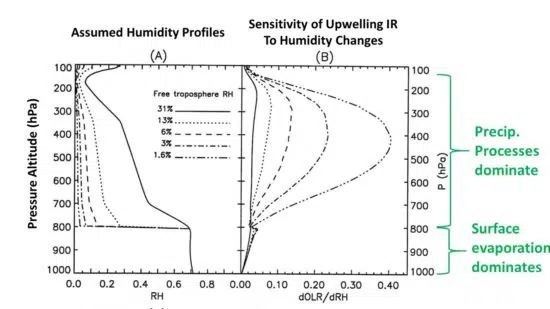 Assumed Humidity Profiles
Sensitivity of Upwelling IR
To Humidity Changes
(A)
(B)
Pressure Altitude (hPa)
100
200
300
400
500
600
700
800
900
1000
Free troposphere RH
31%
13%
6%
3%
1.6%
0.0
0.2
0.4
0.6
0.8
RH
0.00
0.10
0.20
0.30
0.40
dOLR/dRH
100
200
300
400
500
600
700
800
900
1000
P (hPa)
Precip.
Processes
dominate
Surface
evaporation
dominates